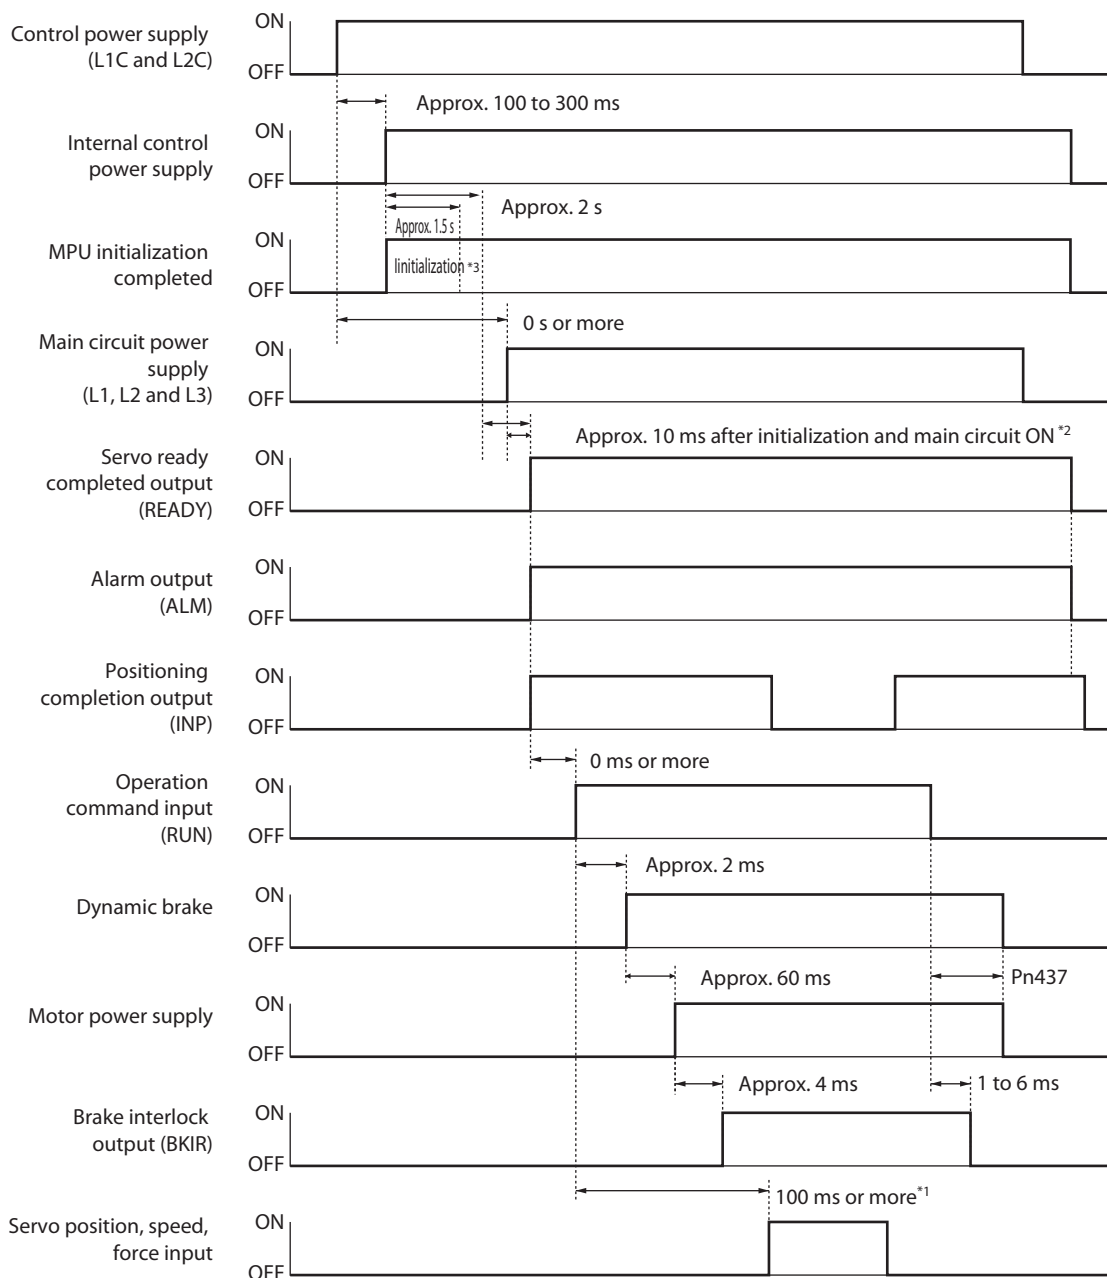 Control power supply
(L1C and L2C)
ON
OFF
Approx. 100 to 300 ms
Internal control
power supply
ON
OFF
Approx. 2 s
Approx. 1.5 s
MPU initialization
completed
ON
OFF
Iinitialization *3
0 s or more
Main circuit power
supply
(L1, L2 and L3)
ON
OFF
Approx. 10 ms after initialization and main circuit ON *2
Servo ready
completed output
(READY)
ON
OFF
Alarm output
(ALM)
ON
OFF
Positioning
completion output
(INP)
ON
OFF
0 ms or more
Operation
command input
(RUN)
ON
OFF
Approx. 2 ms
Dynamic brake
ON
OFF
Approx. 60 ms
Pn437
Motor power supply
ON
OFF
Approx. 4 ms
1 to 6 ms
Brake interlock
output (BKIR)
ON
OFF
100 ms or more*1
Servo position, speed,
force input
ON
OFF